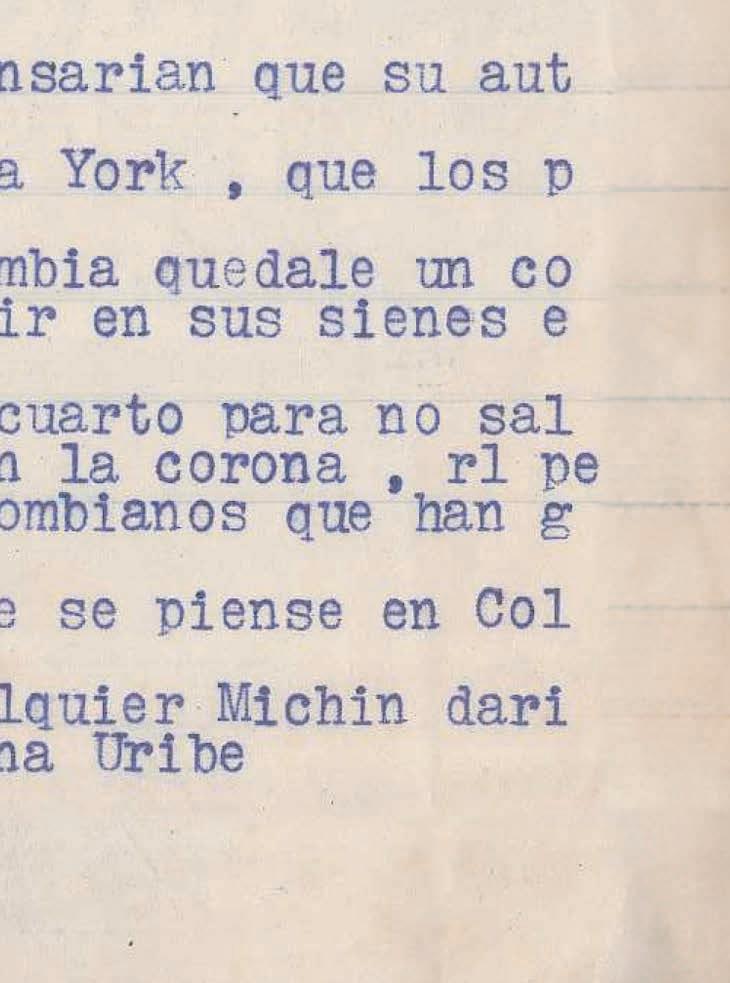 nsarian que su aut
a York , que los p
mbia quedale un co
ir en sus sienes e
cuarto para no sal
n la corona , rl pe
ombianos que han g
e se piense en Col
lquier Michin dari
na Uribe